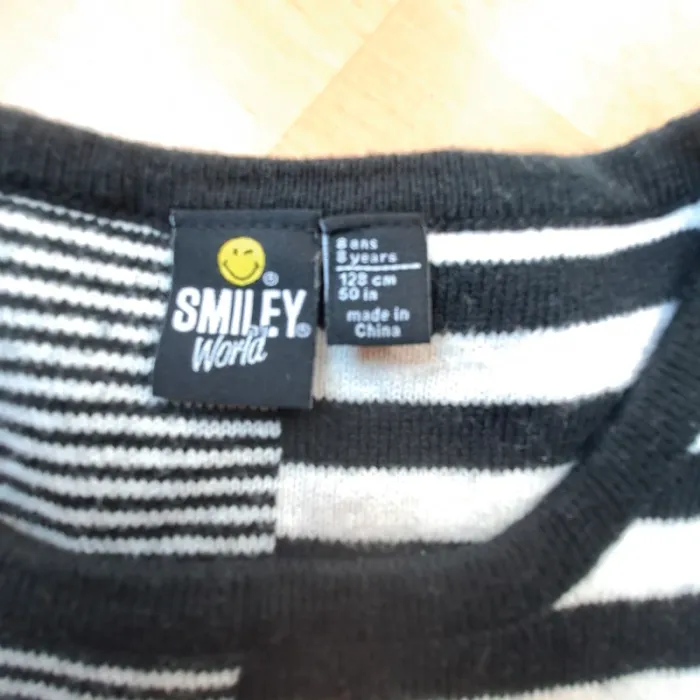 SMILEY®
World
8 ans
8 years
128 cm
50 in
made in
China